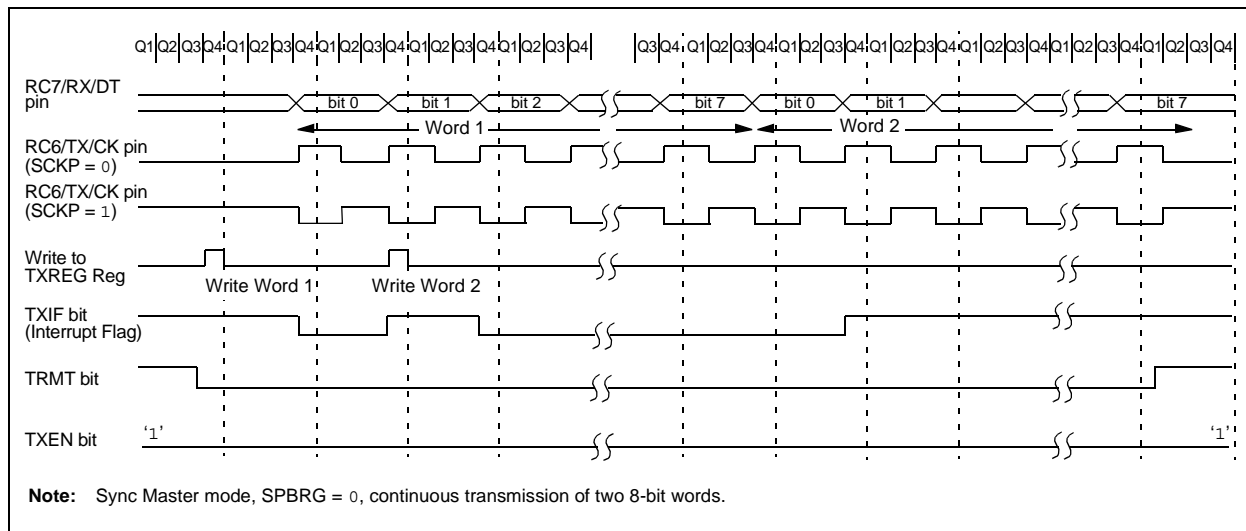 Q1 Q2 Q3 Q4 Q1 Q2 Q3 Q4 Q1 Q2 Q3 Q4 Q1 Q2 Q3 Q4 Q1 Q2 Q3 Q4 Q3 Q4 Q1 Q2 Q3 Q4 Q1 Q2 Q3 Q4 Q1 Q2 Q3 Q4 Q1 Q2 Q3 Q4 Q1 Q2 Q3 Q4 Q1 Q2 Q3 Q4
RC7/RX/DT
pin
bit 0 bit 1 bit 2 bit 7 bit 0 bit 1 bit 7
Word 1 Word 2
RC6/TX/CK pin
(SCKP = 0)
RC6/TX/CK pin
(SCKP = 1)
Write to
TXREG Reg
Write Word 1 Write Word 2
TXIF bit
(Interrupt Flag)
TRMT bit
TXEN bit
‘1’ ‘1’
Note: Sync Master mode, SPBRG = 0, continuous transmission of two 8-bit words.